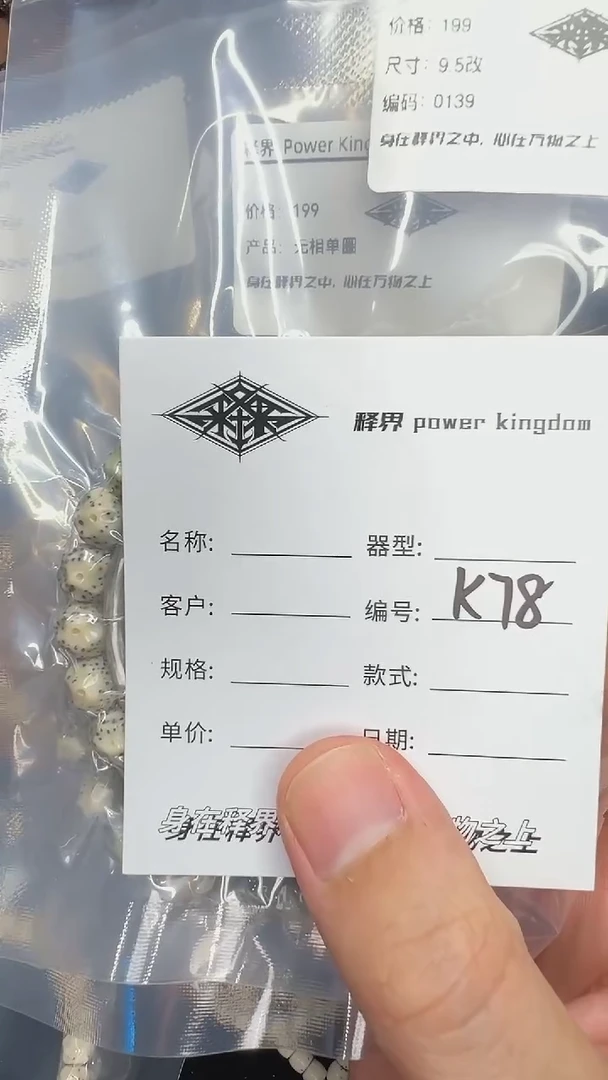 价格: 199
尺寸: 9.5改
编码: 0139
身在释界之中, 心在万物之上
释界 Power King
价格: 199
产品: 无相单圈
身在释界之中, 心在万物之上
释界 power kingdom
名称: 器型:
客户: 编号: K78
规格: 款式:
单价: 日期:
身在释界 物之上